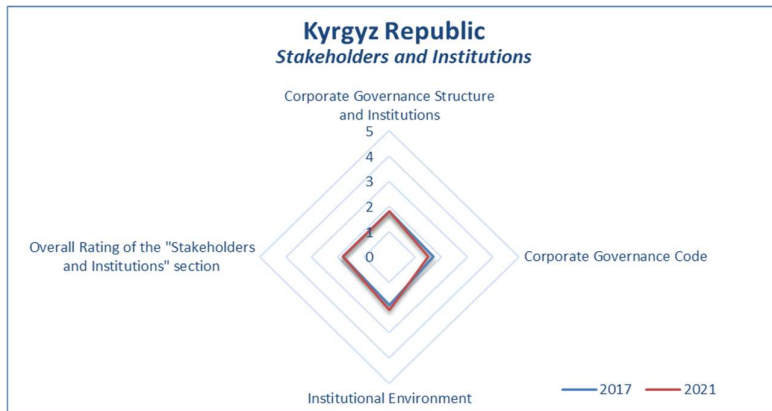 Kyrgyz Republic
Stakeholders and Institutions
Corporate Governance Structure
and Institutions
5
4
3
2
1
0
Overall Rating of the "Stakeholders
and Institutions" section
Corporate Governance Code
Institutional Environment
2017
2021